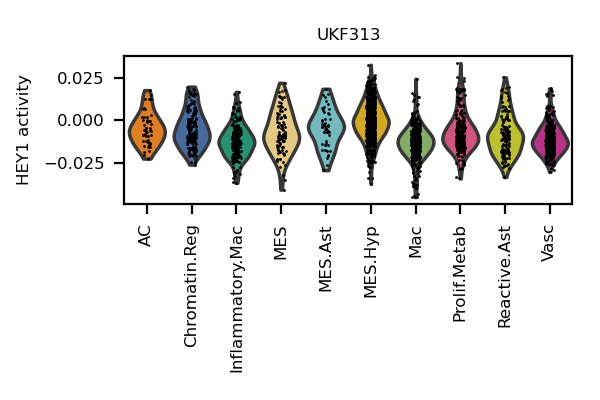 UKF313
HEY1 activity
0.025
0.000
−0.025
AC
Chromatin.Reg
Inflammatory.Mac
MES
MES.Ast
MES.Hyp
Mac
Prolif.Metab
Reactive.Ast
Vasc